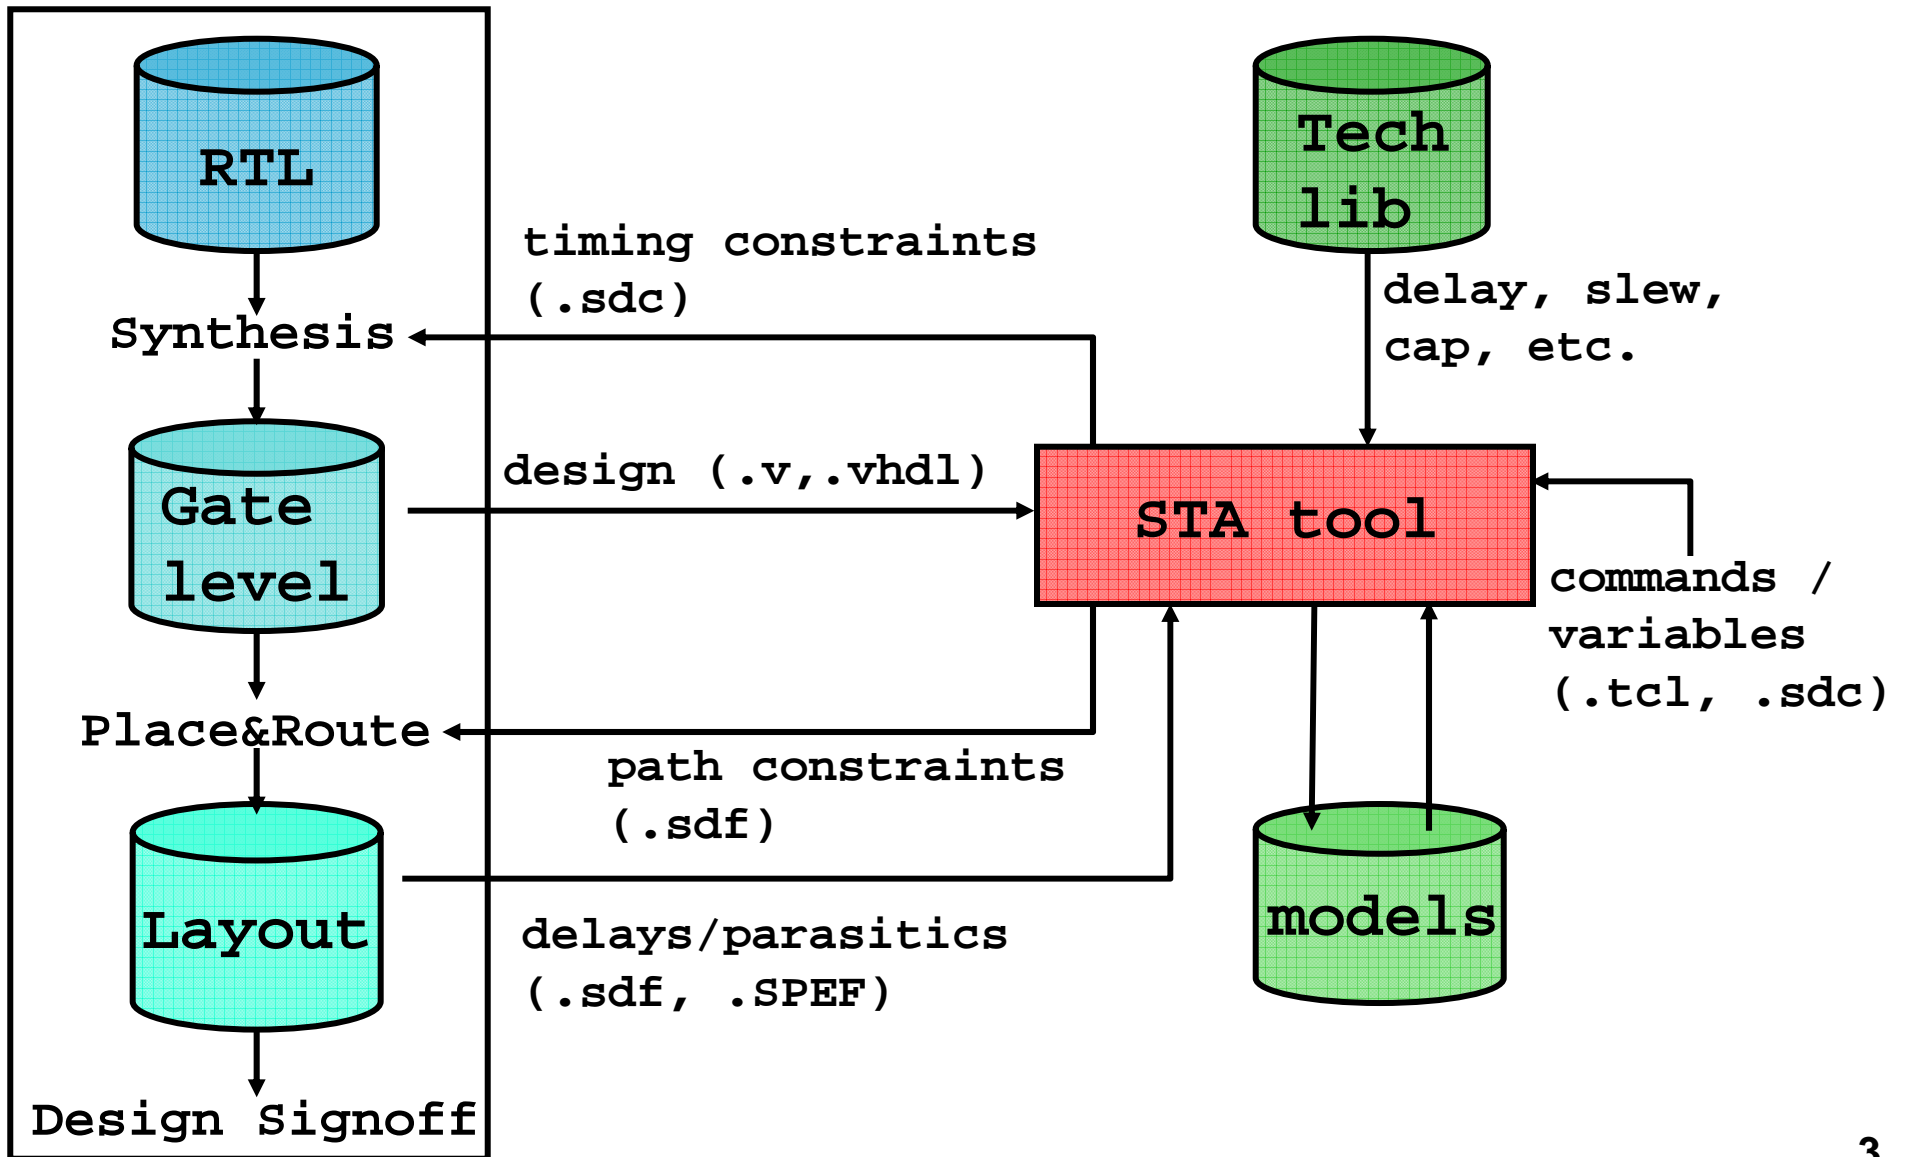 RTL
Tech
lib
timing constraints
(.sdc)
delay, slew,
cap, etc.
Synthesis
design (.v,.vhdl)
Gate
level
STA tool
commands /
variables
(.tcl, .sdc)
Place&Route
path constraints
(.sdf)
Layout
models
delays/parasitics
(.sdf, .SPEF)
Design Signoff
3